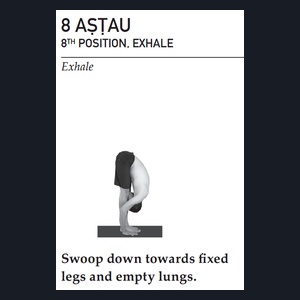 8 AṢṬAU
8TH POSITION, EXHALE
Exhale
Swoop down towards fixed
legs and empty lungs.